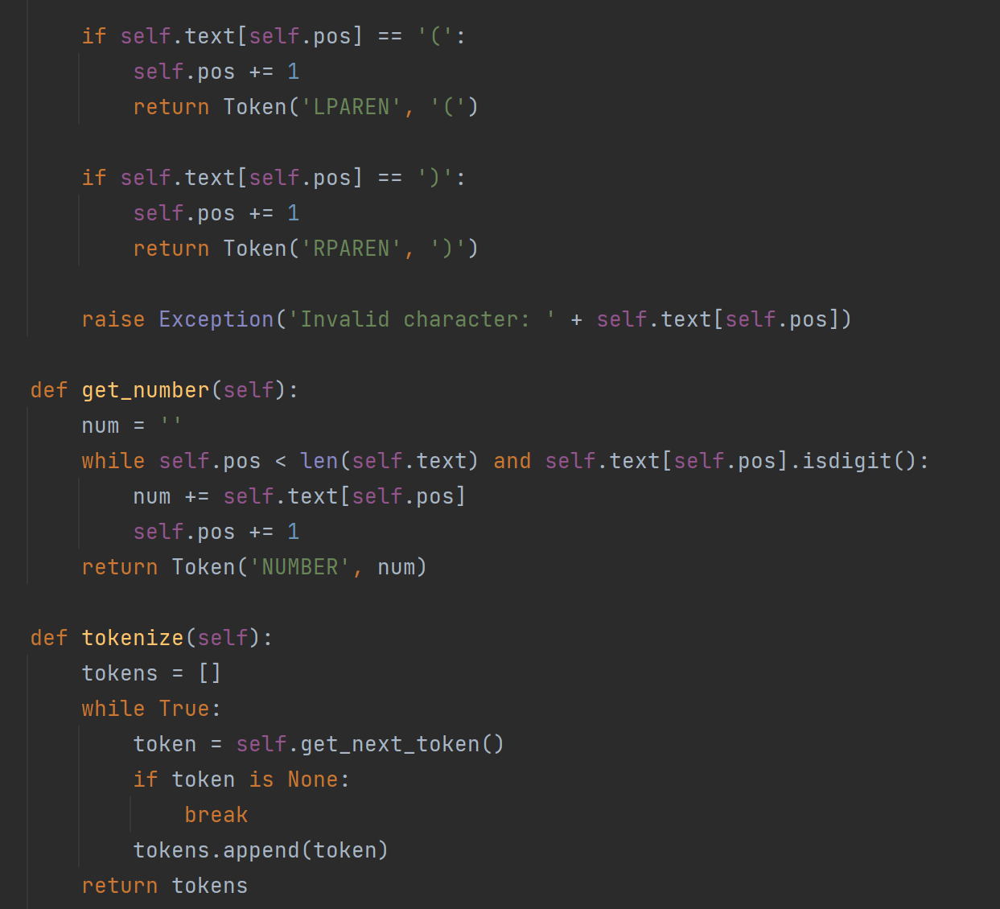 if self.text[self.pos] == '(':
self.pos += 1
return Token('LPAREN', '(')
if self.text[self.pos] == ')':
self.pos += 1
return Token('RPAREN', ')')
raise Exception('Invalid character: ' + self.text[self.pos])
def get_number(self):
num = ''
while self.pos < len(self.text) and self.text[self.pos].isdigit():
num += self.text[self.pos]
self.pos += 1
return Token('NUMBER', num)
def tokenize(self):
tokens = []
while True:
token = self.get_next_token()
if token is None:
break
tokens.append(token)
return tokens